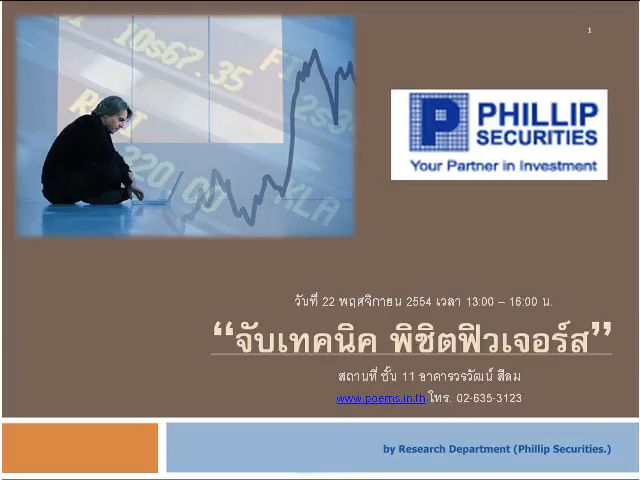 1
10s67.35
PHILLIP
SECURITIES
Your Partner in Investment
วันที่ 22 พฤศจิกายน 2554 เวลา 13:00 – 16:00 น.
“จับเทคนิค พิชิตฟิวเจอร์ส”
สถานที่ ชั้น 11 อาคารวรวัฒน์ สีลม
www.poems.in.th โทร. 02-635-3123
by Research Department (Phillip Securities.)